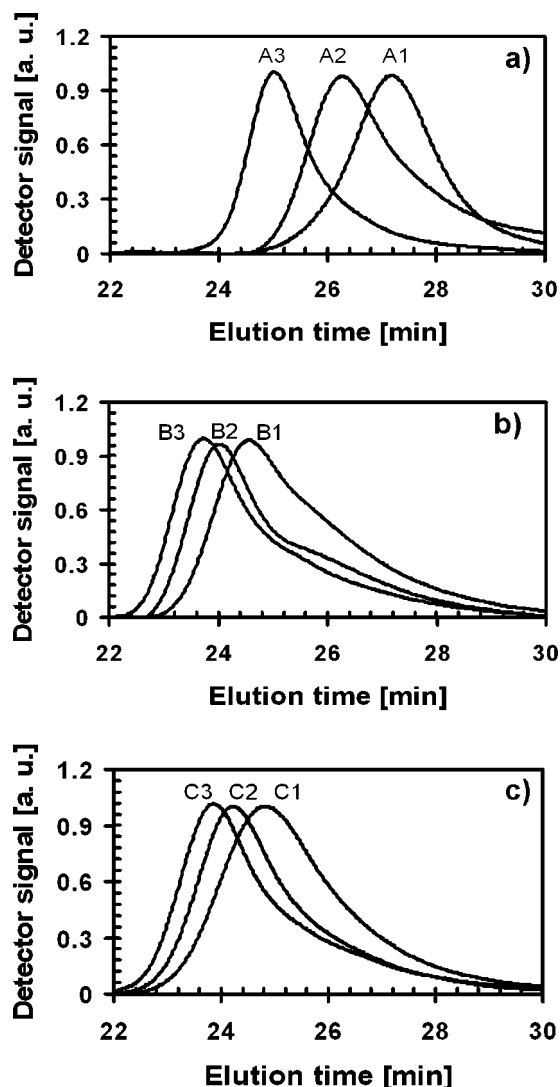 Detector signal [a. u.]
1.2
0.9
0.6
0.3
0
A3 A2 A1
a)
22 24 26 28 30
Elution time [min]
Detector signal [a. u.]
1.2
0.9
0.6
0.3
0
B3 B2 B1
b)
22 24 26 28 30
Elution time [min]
Detector signal [a. u.]
1.2
0.9
0.6
0.3
0
C3 C2 C1
c)
22 24 26 28 30
Elution time [min]